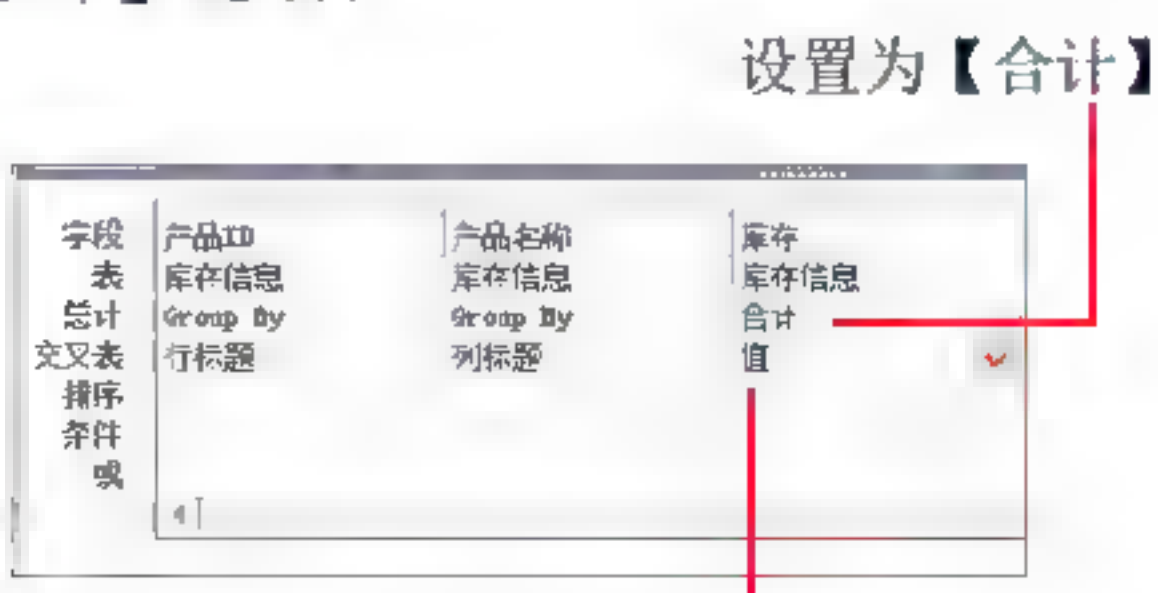 设置为【合计】
字段 产品ID 产品名称 库存
表 库存信息 库存信息 库存信息
总计 Group By Group By 合计
交叉表 行标题 列标题 值
排序
条件
或